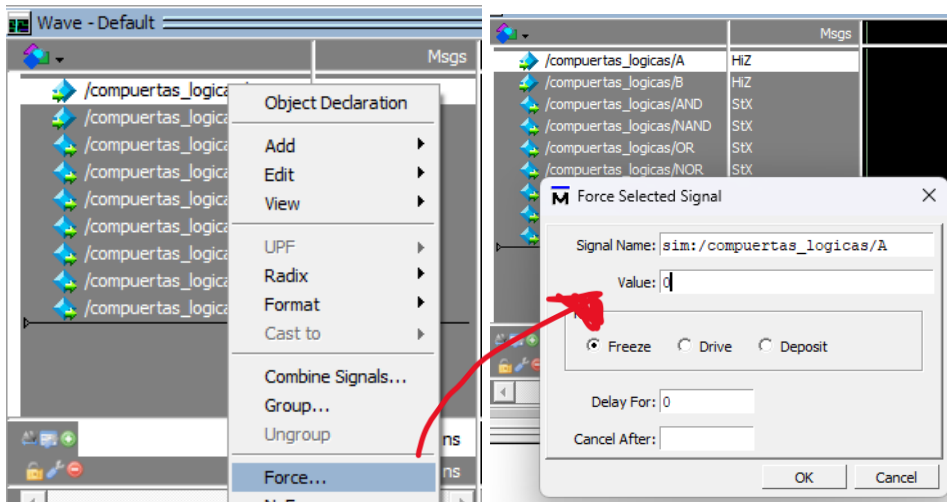 Wave - Default
Msgs
/compuertas_logica
/compuertas_logica
/compuertas_logica
/compuertas_logica
/compuertas_logica
/compuertas_logica
/compuertas_logica
/compuertas_logica
/compuertas_logica
Object Declaration
Add
Edit
View
UPF
Radix
Format
Cast to
Combine Signals...
Group...
Ungroup
Force...
ns
ns
Msgs
/compuertas_logicas/A HiZ
/compuertas_logicas/B HiZ
/compuertas_logicas/AND StX
/compuertas_logicas/NAND StX
/compuertas_logicas/OR StX
/compuertas_logicas/NOR StX
Force Selected Signal
Signal Name: sim:/compuertas_logicas/A
Value: 0
Freeze Drive Deposit
Delay For: 0
Cancel After:
OK Cancel